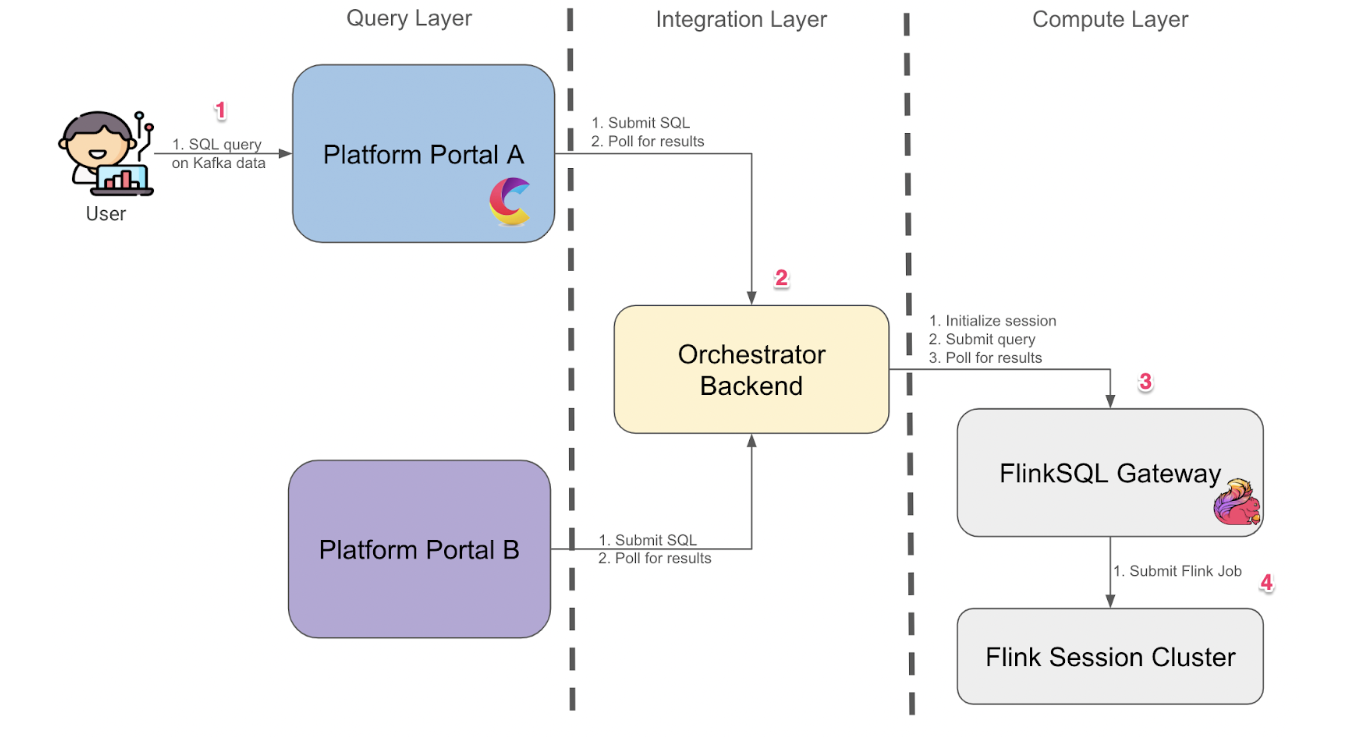 Query Layer
Integration Layer
Compute Layer
1
1. SQL query
on Kafka data
User
Platform Portal A
1. Submit SQL
2. Poll for results
2
Orchestrator
Backend
1. Initialize session
2. Submit query
3. Poll for results
3
FlinkSQL Gateway
Platform Portal B
1. Submit SQL
2. Poll for results
1. Submit Flink Job
4
Flink Session Cluster